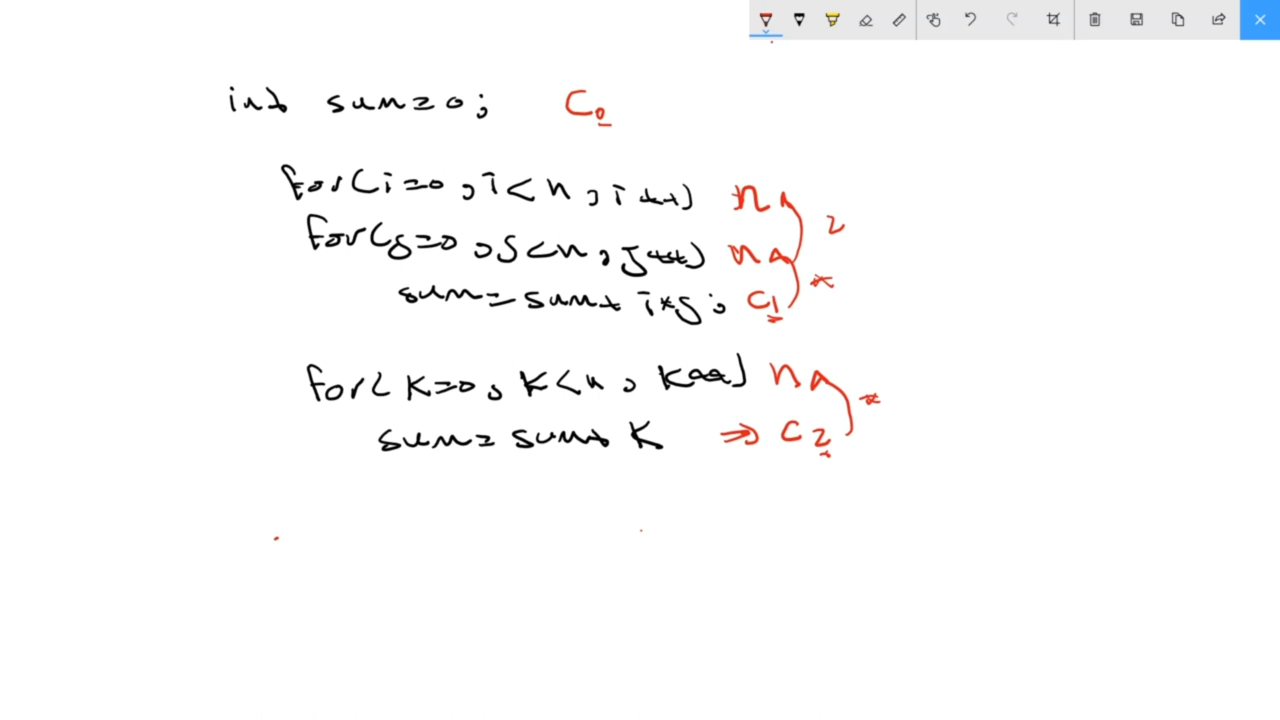 int sum=0; C0
for(i=0,i<n,i++) n
for(j=0,j<n,j++) n 2
sum=sum+i*j; C1 *
for(k=0,k<n,k++) n *
sum=sum+k ⇒ C2